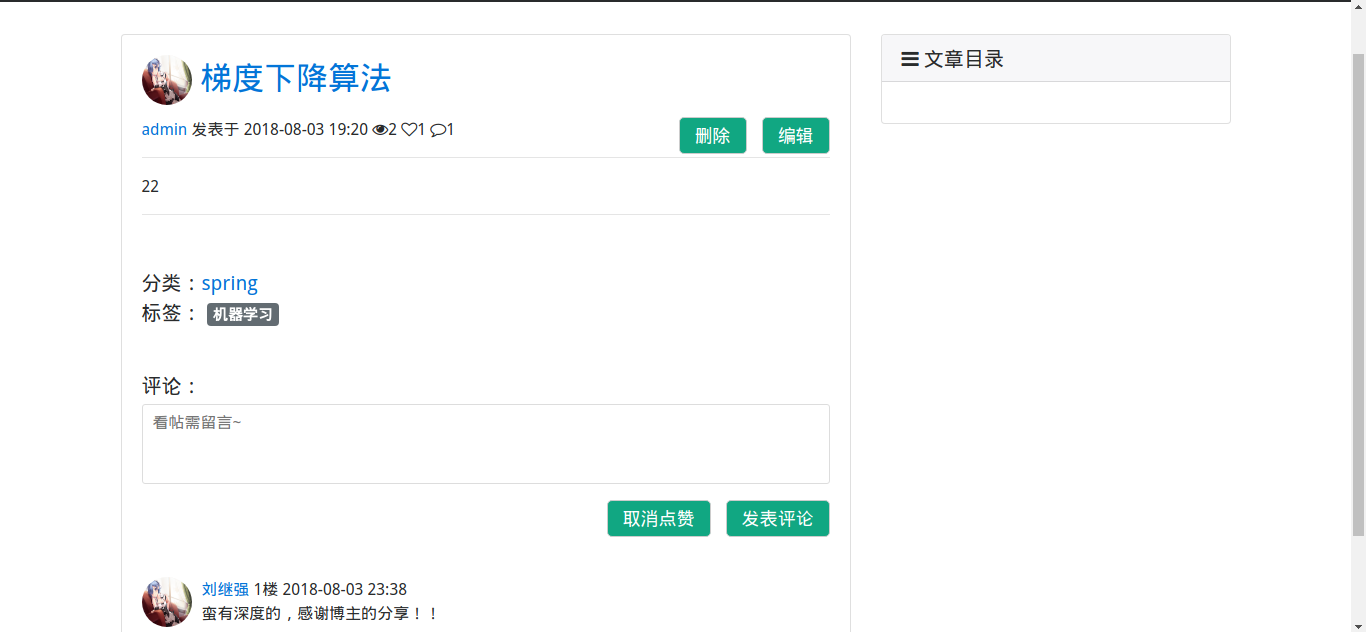 梯度下降算法
admin 发表于 2018-08-03 19:20 2 1 1
删除 编辑
22
分类：spring
标签： 机器学习
评论：
看帖需留言~
取消点赞 发表评论
刘继强 1楼 2018-08-03 23:38
蛮有深度的，感谢博主的分享！！
文章目录